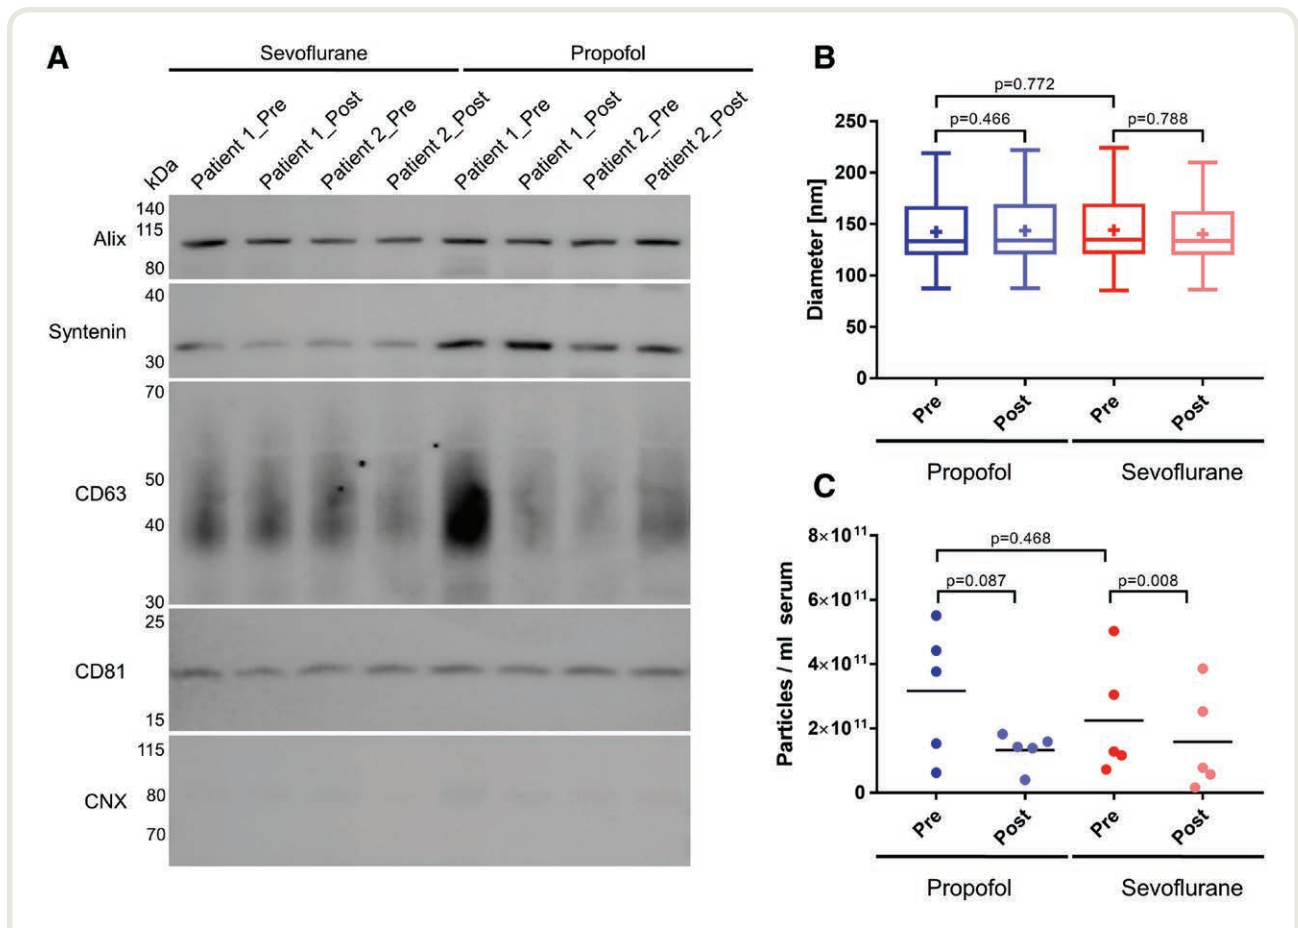 A
Sevoflurane
Propofol
kDa
Patient 1_Pre
Patient 1_Post
Patient 2_Pre
Patient 2_Post
Patient 1_Pre
Patient 1_Post
Patient 2_Pre
Patient 2_Post
Alix
140
115
80
Syntenin
40
30
CD63
70
50
40
30
CD81
25
15
CNX
115
80
70
B
p=0.772
p=0.466
p=0.788
Diameter [nm]
250
200
150
100
50
0
Pre
Post
Pre
Post
Propofol
Sevoflurane
C
p=0.468
p=0.087
p=0.008
Particles / ml serum
8×10¹¹
6×10¹¹
4×10¹¹
2×10¹¹
0
Pre
Post
Pre
Post
Propofol
Sevoflurane